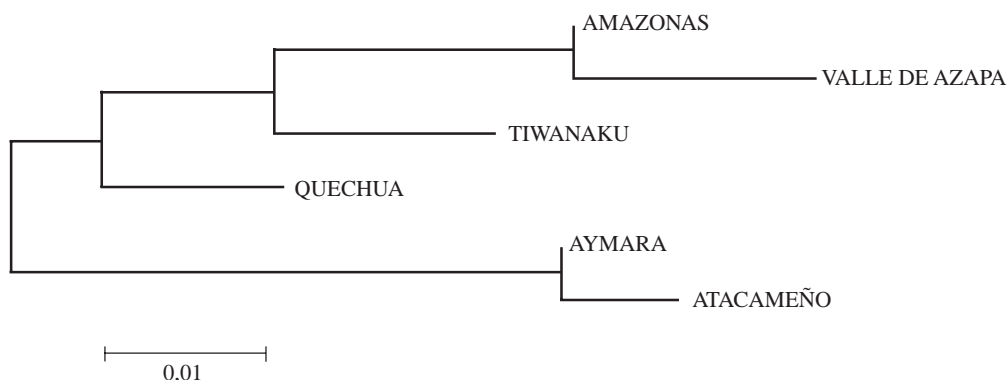 AMAZONAS
VALLE DE AZAPA
TIWANAKU
QUECHUA
AYMARA
ATACAMEÑO
0,01